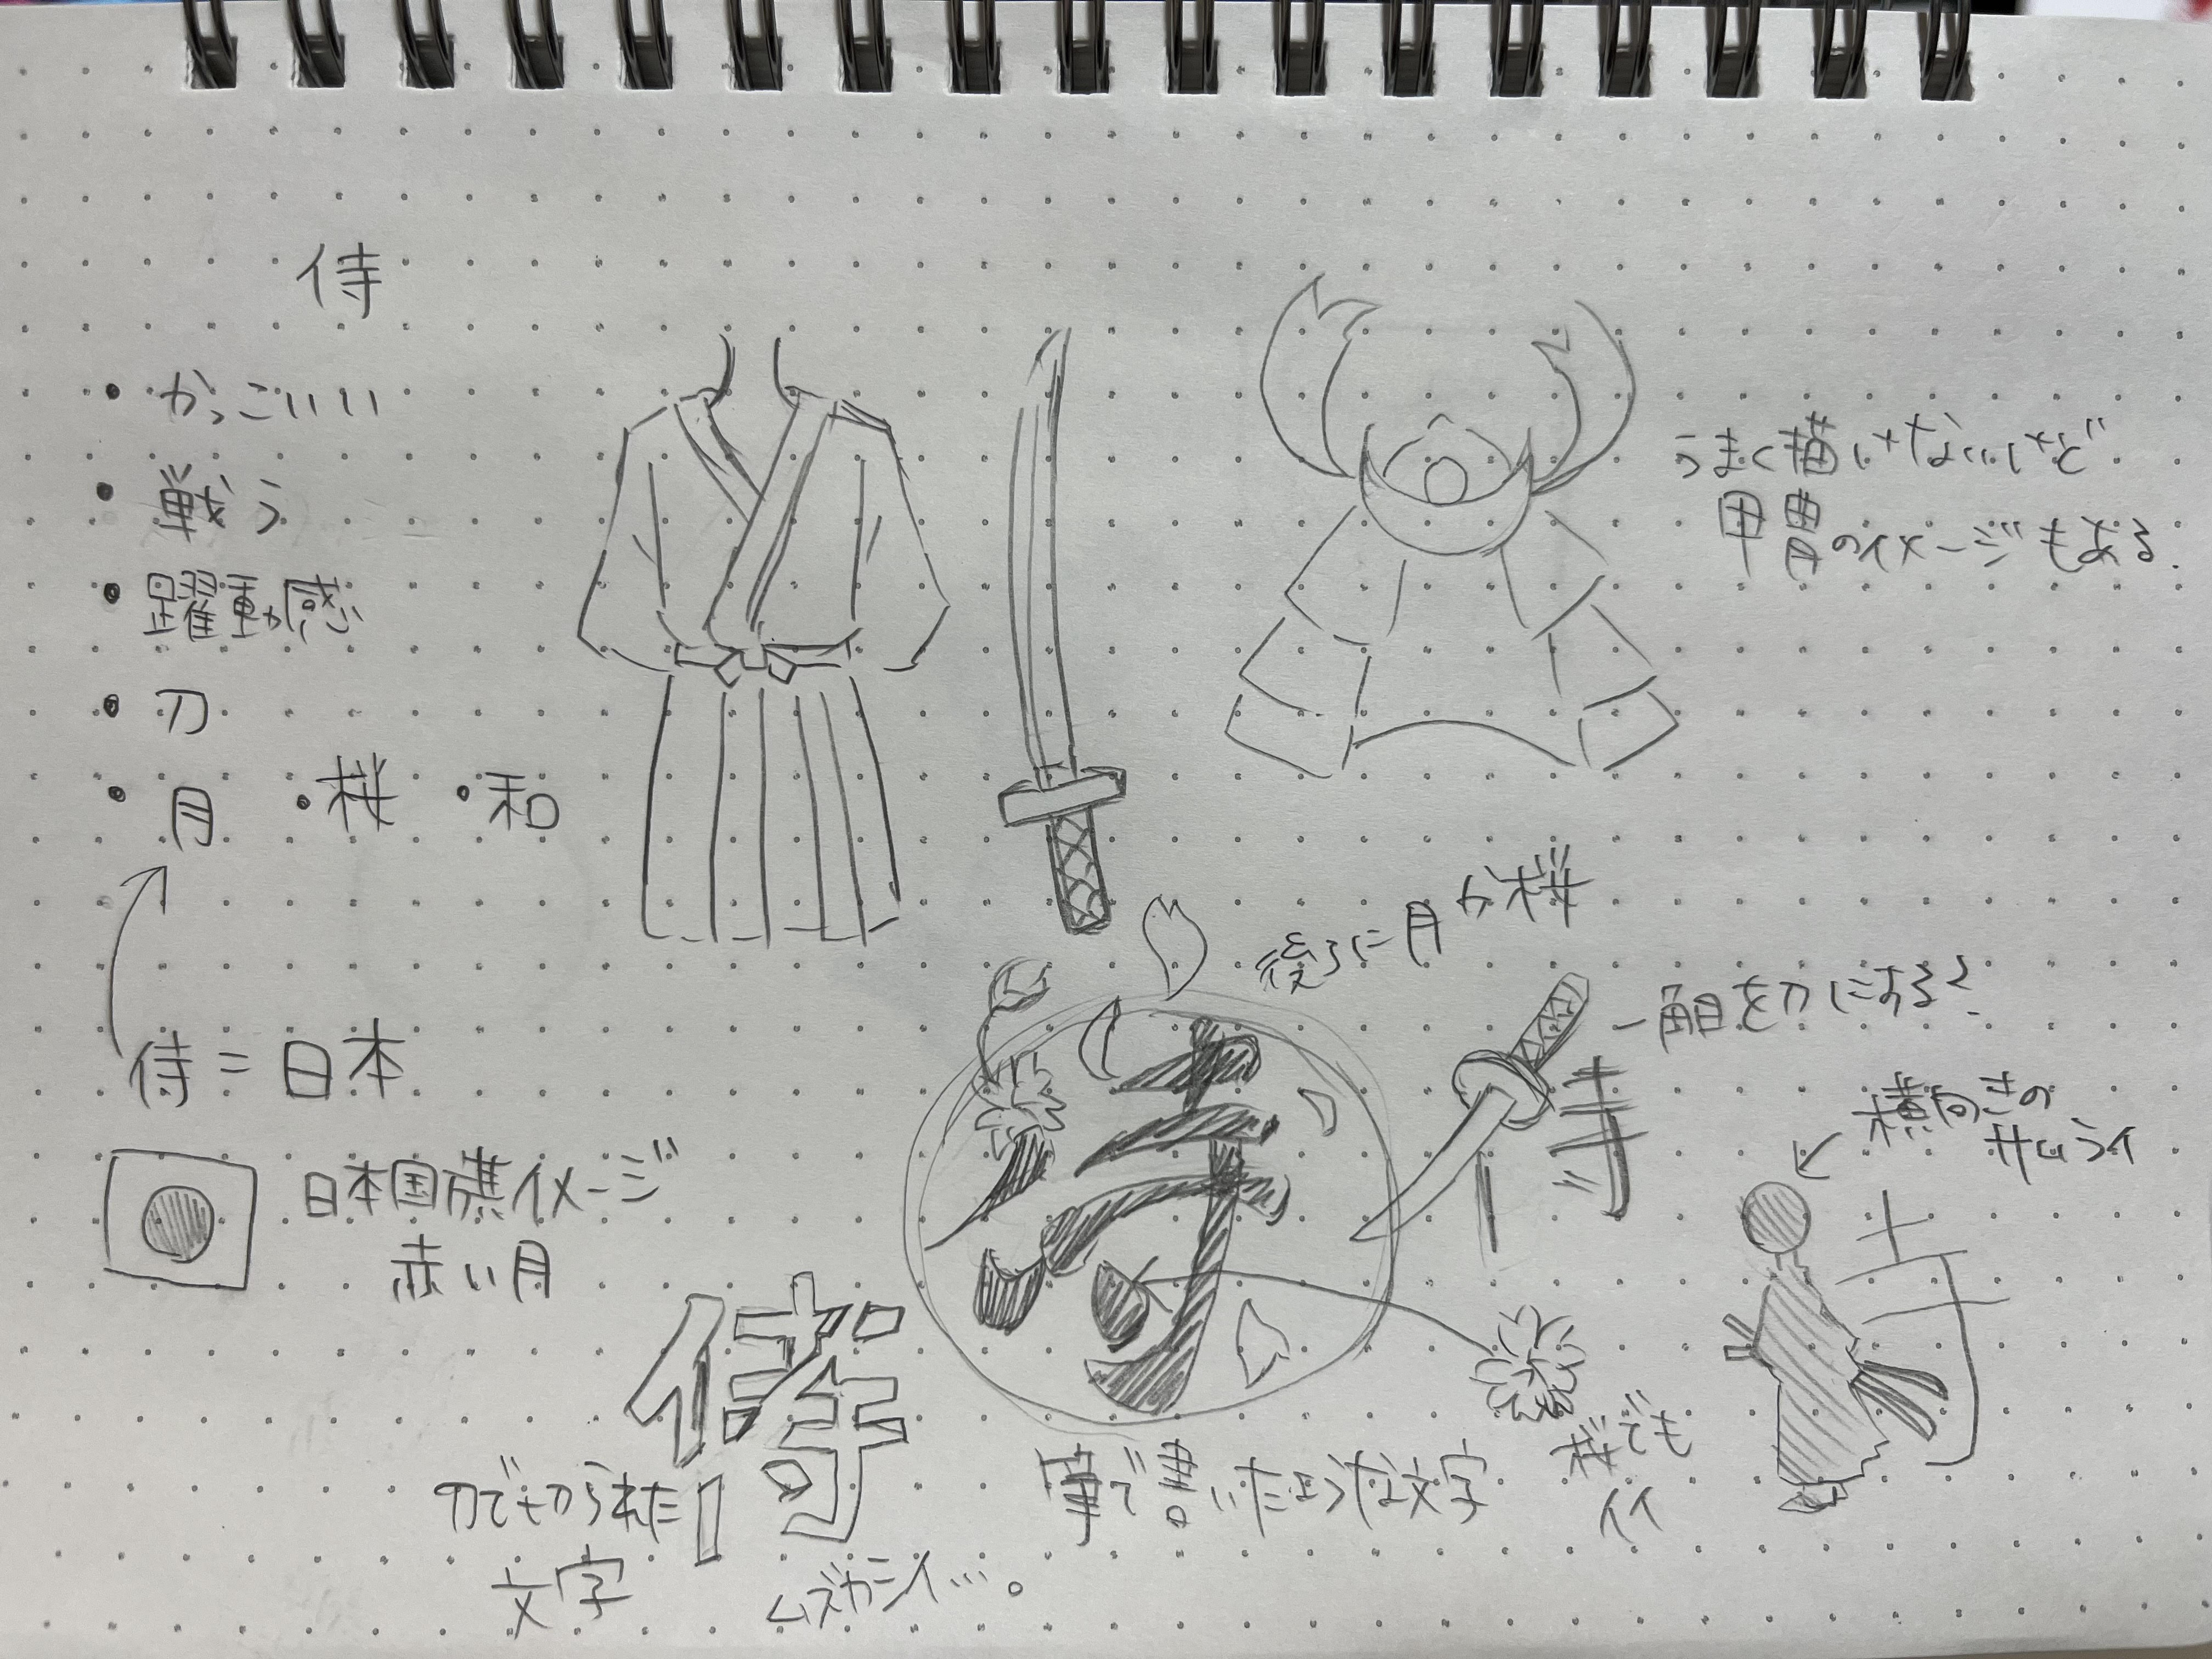 侍
・かっこいい
・戦う
・躍動感
・刀
・月 ・桜 ・和
侍=日本
日本国旗イメージ
赤い月
うまく描けないけど
甲冑のイメージもある.
後ろに月か桜
一角を刀にする?
侍
横向きの
サムライ
寺
侍
侍
刀で切られた
文字
ムズカシイ…。
筆で書いたような文字
桜でも
イイ